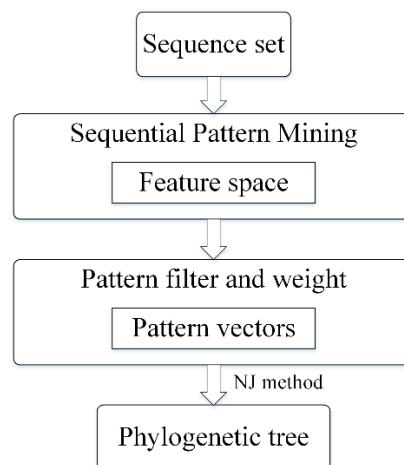 Sequence set
Sequential Pattern Mining
Feature space
Pattern filter and weight
Pattern vectors
NJ method
Phylogenetic tree